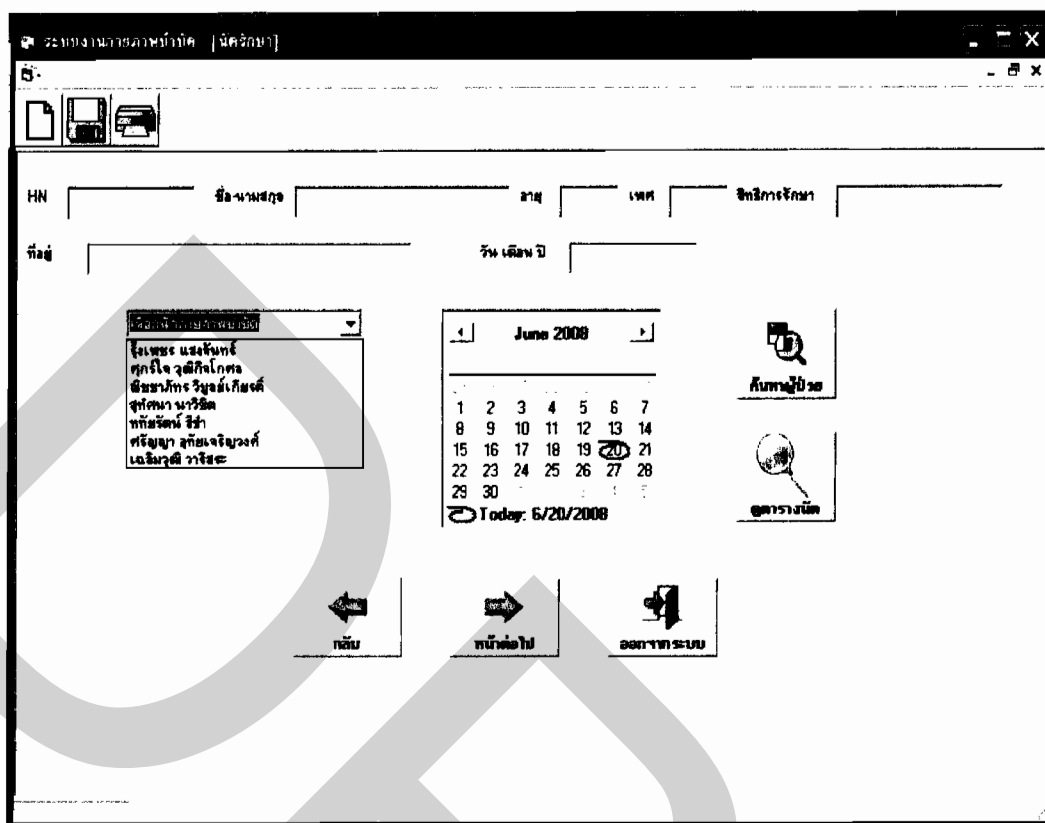 ระบบงานกายภาพบำบัด - [นัดรักษา]
HN ชื่อ-นามสกุล อายุ เพศ สิทธิการรักษา
ที่อยู่ วัน เดือน ปี
รุ้งเพชร แสงจันทร์
ศุภร์ใจ วุฒิกิจโกศล
พิชชาภัทร วิบูลย์เกียรติ์
สุทัศนา นาวิชิต
หทัยรัตน์ ธิขำ
ศรัญญา อุทัยเจริญวงศ์
เฉลิมวุฒิ วาริสระ
June 2008
1 2 3 4 5 6 7
8 9 10 11 12 13 14
15 16 17 18 19 20 21
22 23 24 25 26 27 28
29 30
Today: 6/20/2008
ค้นหาผู้ป่วย
ดูตารางนัด
กลับ หน้าต่อไป ออกจากระบบ